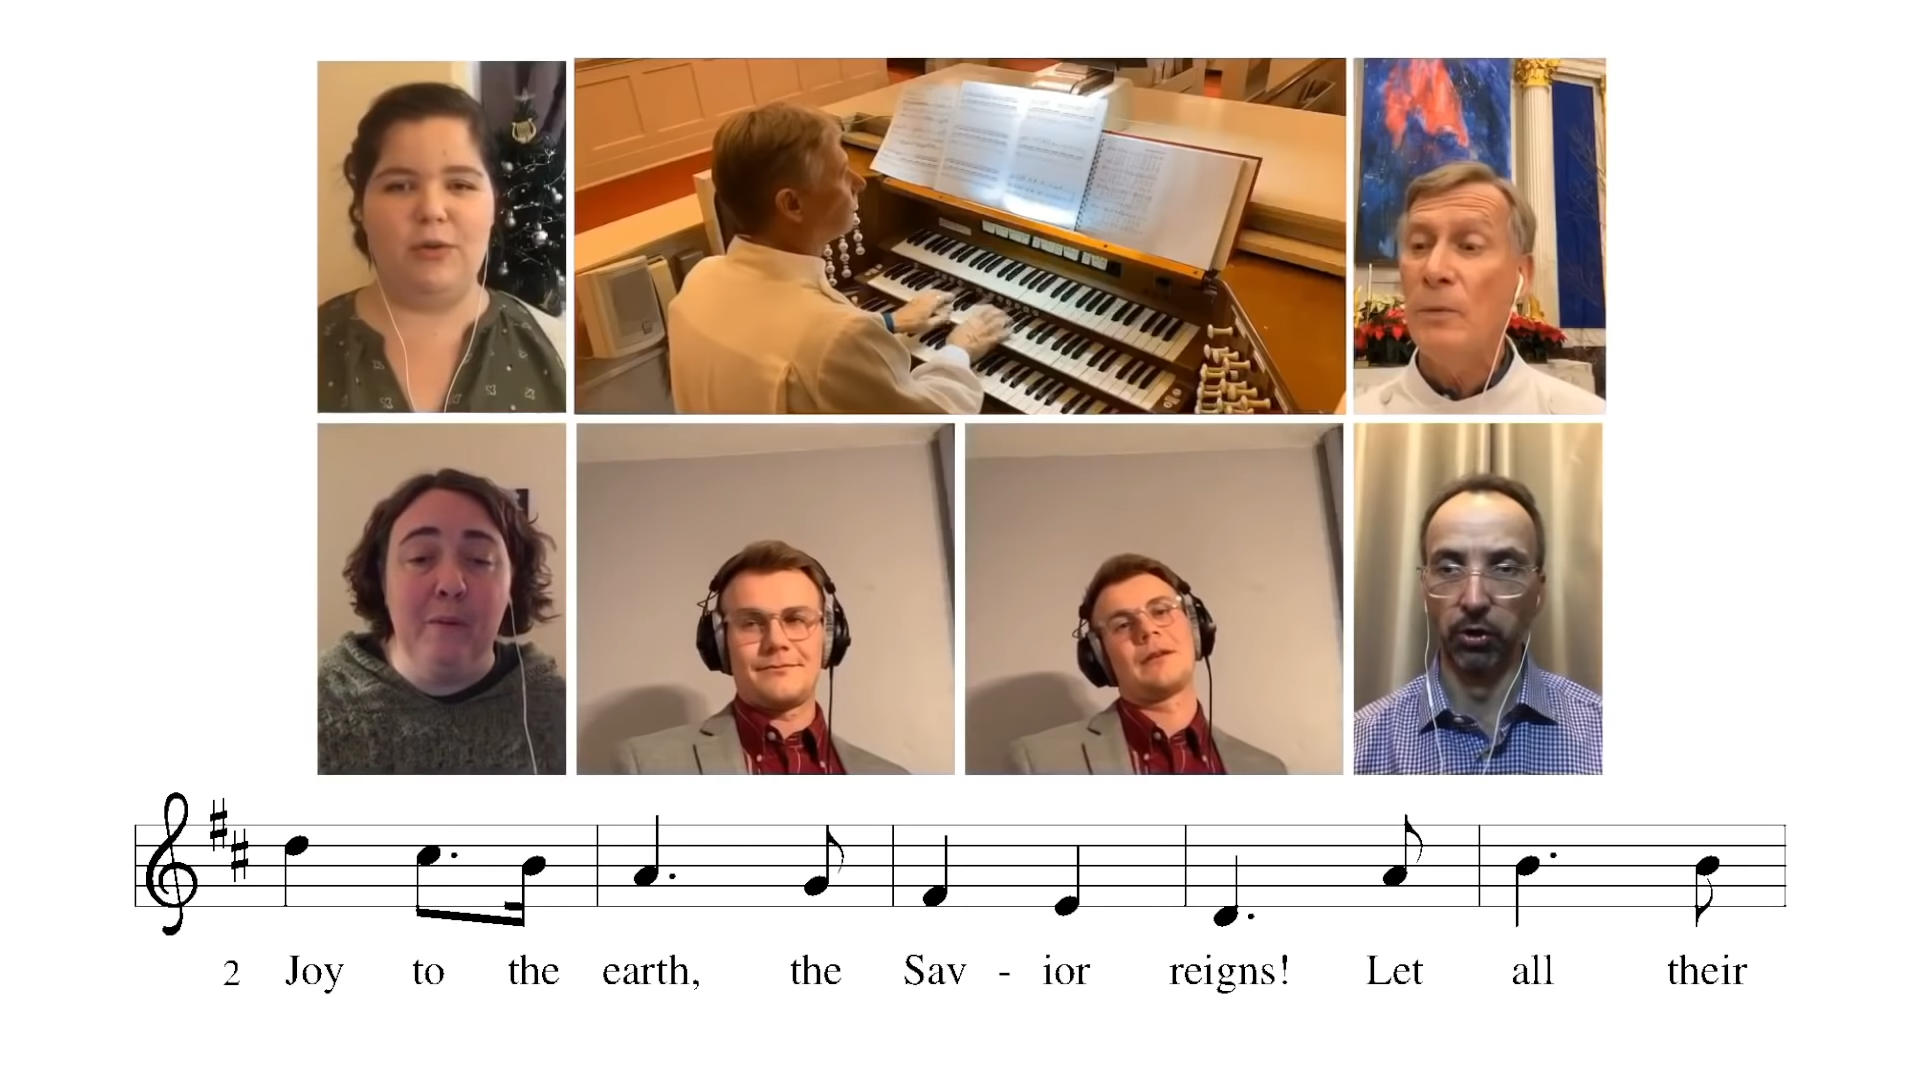 2 Joy to the earth, the Sav - ior reigns! Let all their